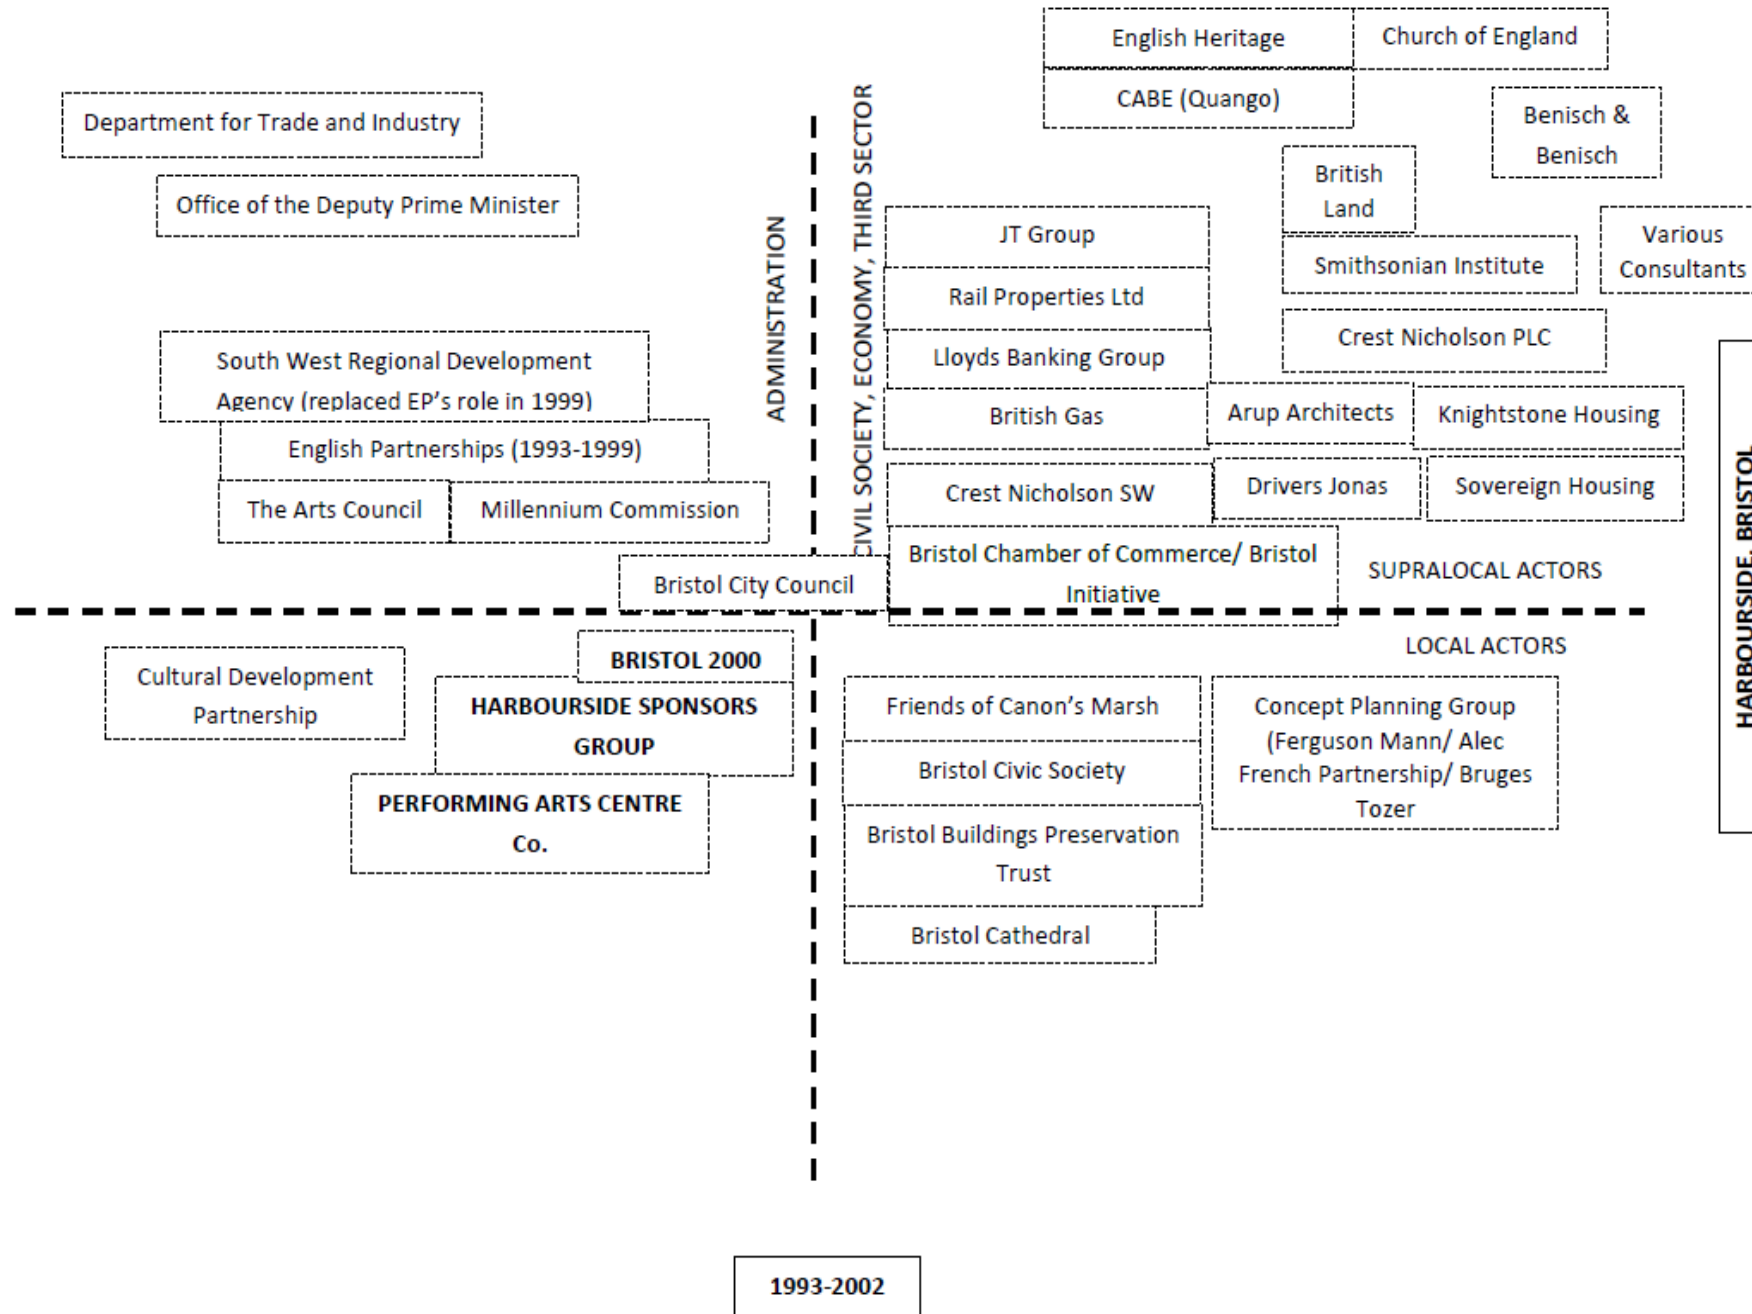 English Heritage
Church of England
CABE (Quango)
Department for Trade and Industry
Benisch &
Benisch
Office of the Deputy Prime Minister
British
Land
JT Group
Various
Consultants
Smithsonian Institute
Rail Properties Ltd
Crest Nicholson PLC
Lloyds Banking Group
ADMINISTRATION
CIVIL SOCIETY, ECONOMY, THIRD SECTOR
South West Regional Development
Agency (replaced EP's role in 1999)
British Gas
Arup Architects
Knightstone Housing
English Partnerships (1993-1999)
The Arts Council
Millennium Commission
Crest Nicholson SW
Drivers Jonas
Sovereign Housing
Bristol City Council
Bristol Chamber of Commerce/ Bristol
Initiative
SUPRALOCAL ACTORS
LOCAL ACTORS
HARBOURSIDE, BRISTOL
Cultural Development
Partnership
BRISTOL 2000
HARBOURSIDE SPONSORS
GROUP
PERFORMING ARTS CENTRE
Co.
Friends of Canon's Marsh
Bristol Civic Society
Bristol Buildings Preservation
Trust
Bristol Cathedral
Concept Planning Group
(Ferguson Mann/ Alec
French Partnership/ Bruges
Tozer
1993-2002